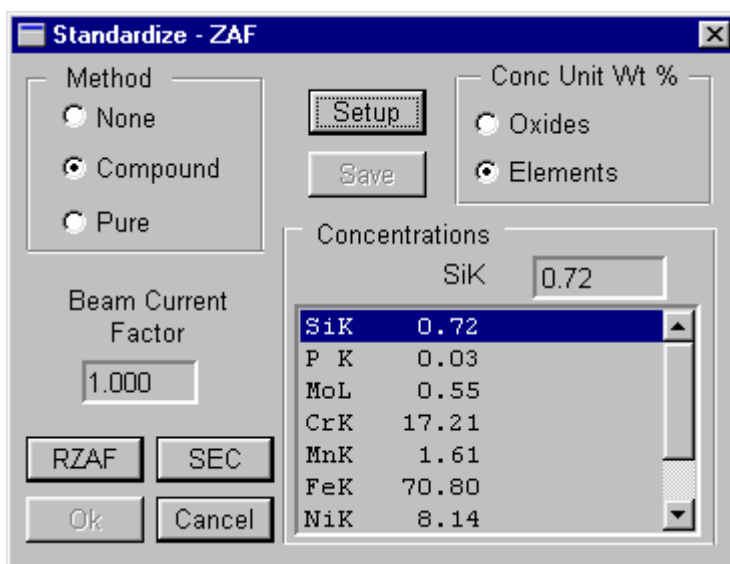 Standardize - ZAF
Method
None
Compound
Pure
Setup
Save
Conc Unit Wt %
Oxides
Elements
Beam Current
Factor
1.000
RZAF SEC
Ok Cancel
Concentrations
SiK 0.72
SiK 0.72
P K 0.03
MoL 0.55
CrK 17.21
MnK 1.61
FeK 70.80
NiK 8.14